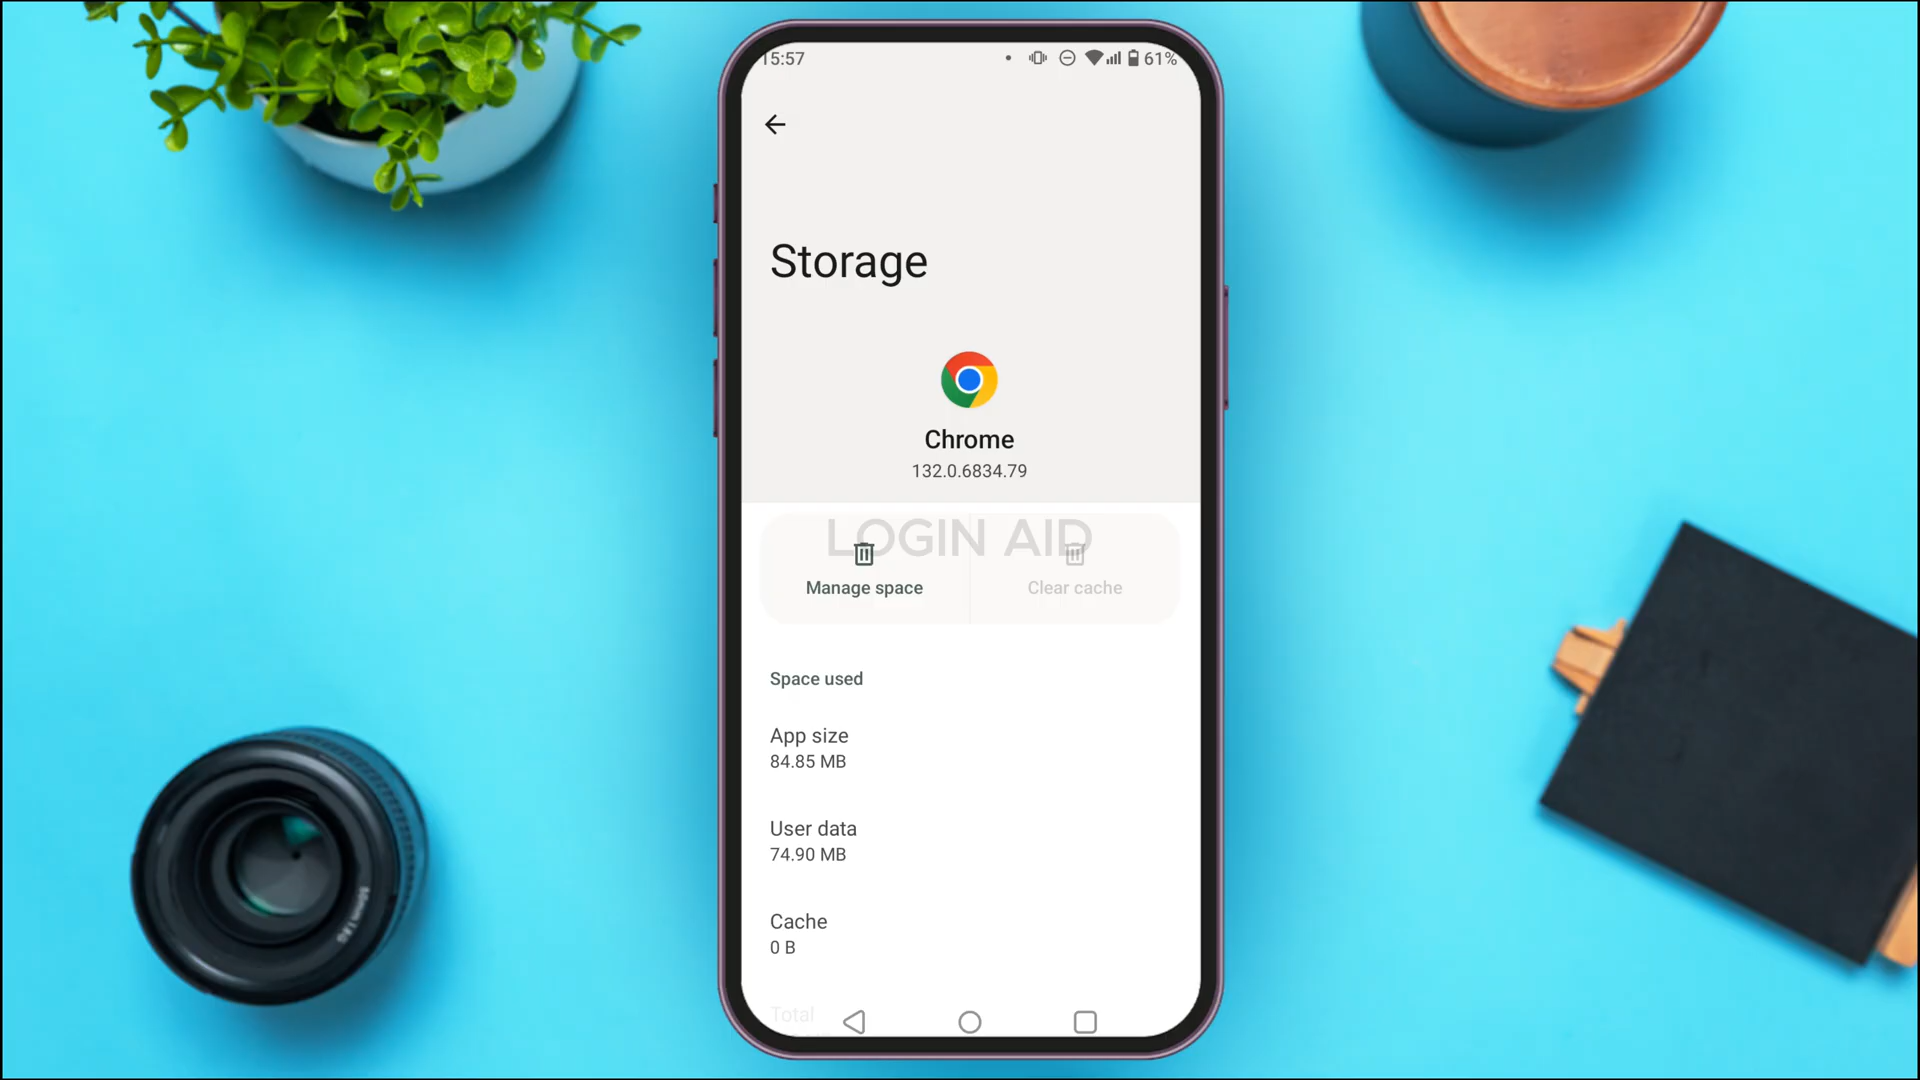 15:57
61%
Storage
Chrome
132.0.6834.79
LOGIN AID
Manage space
Clear cache
Space used
App size
84.85 MB
User data
74.90 MB
Cache
0 B
Total